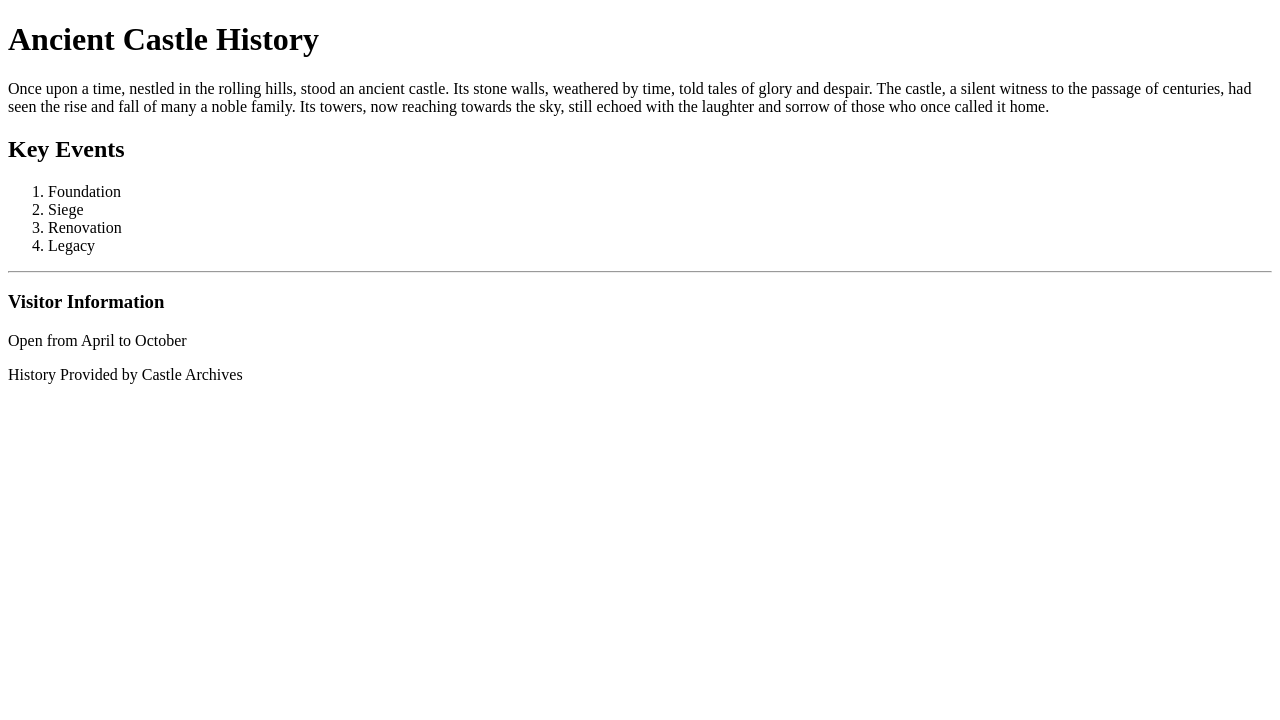 Ancient Castle History
Once upon a time, nestled in the rolling hills, stood an ancient castle. Its stone walls, weathered by time, told tales of glory and despair. The castle, a silent witness to the passage of centuries, had
seen the rise and fall of many a noble family. Its towers, now reaching towards the sky, still echoed with the laughter and sorrow of those who once called it home.
Key Events
1. Foundation
2. Siege
3. Renovation
4. Legacy
Visitor Information
Open from April to October
History Provided by Castle Archives